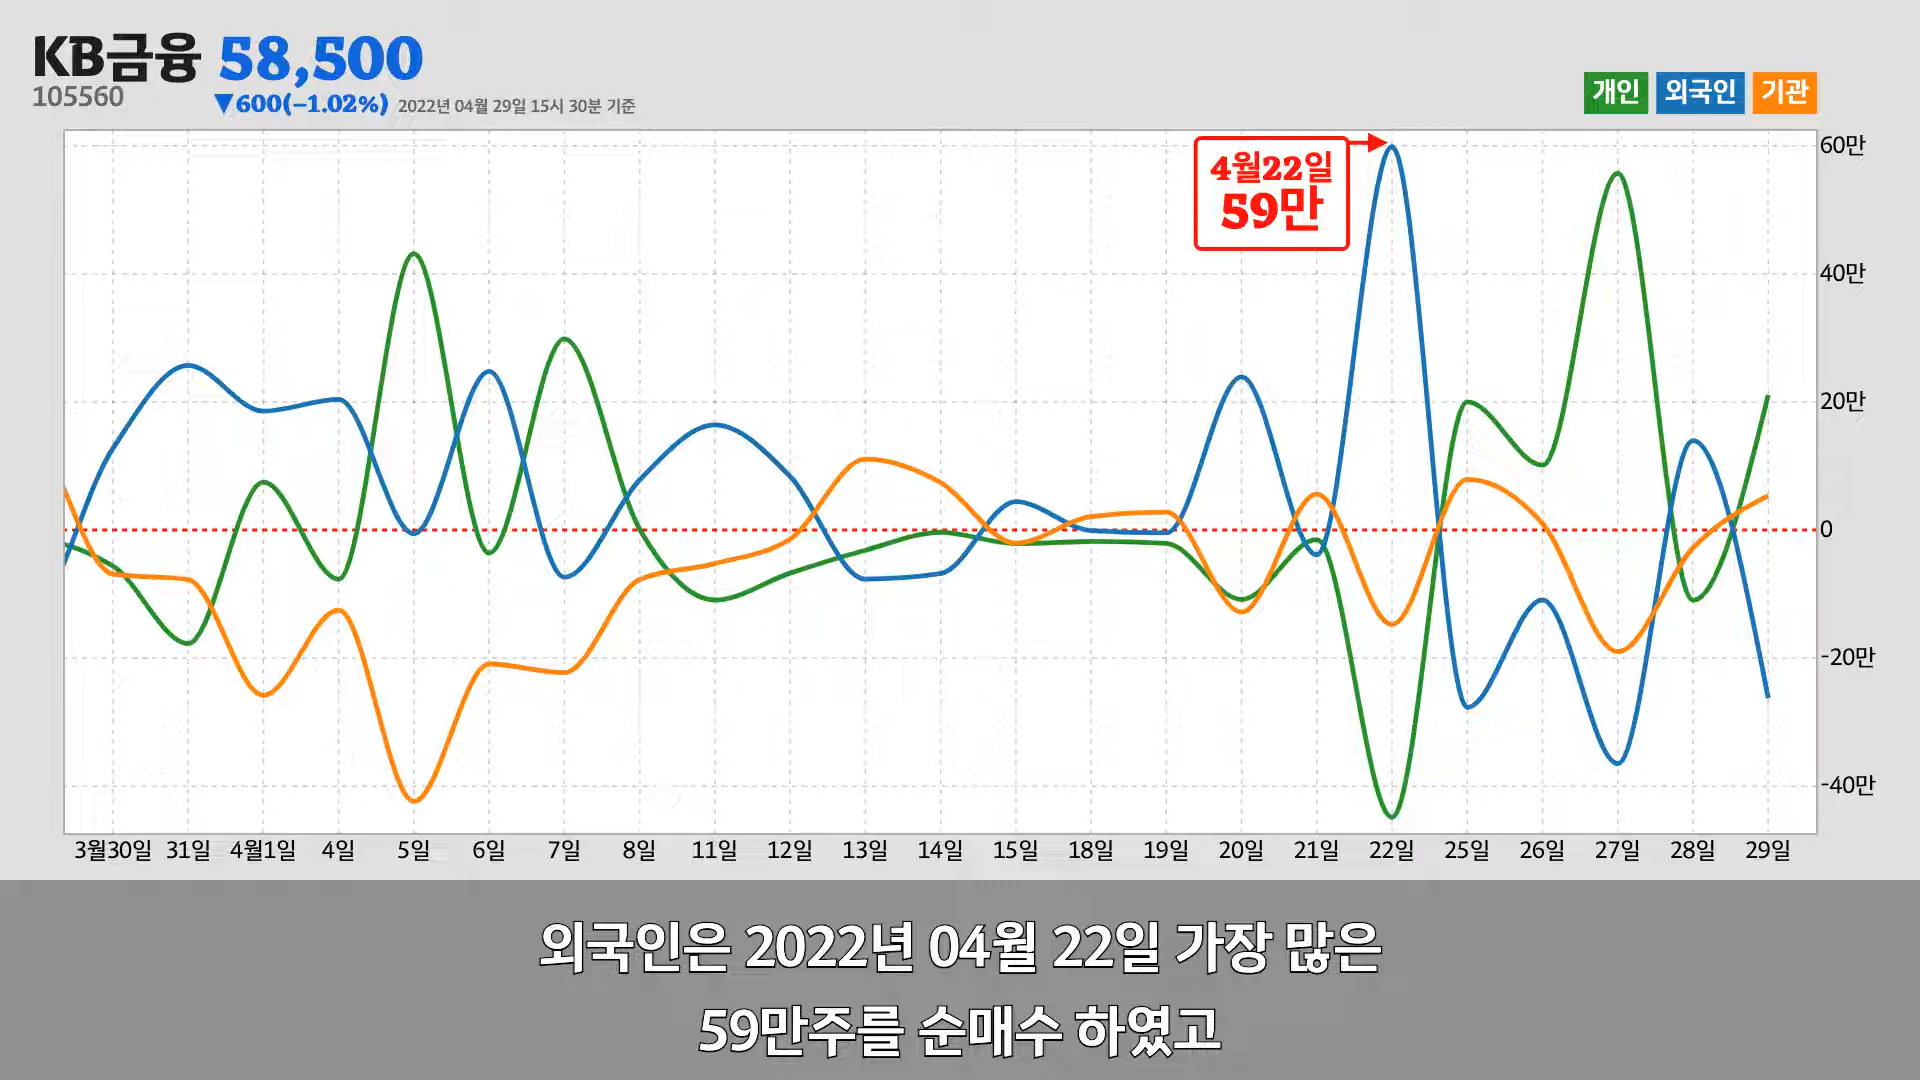 KB금융 58,500
105560
▼600(−1.02%) 2022년 04월 29일 15시 30분 기준
개인 외국인 기관
4월22일
59만
60만
40만
20만
0
-20만
-40만
3월30일 31일 4월1일 4일 5일 6일 7일 8일 11일 12일 13일 14일 15일 18일 19일 20일 21일 22일 25일 26일 27일 28일 29일
외국인은 2022년 04월 22일 가장 많은
59만주를 순매수 하였고